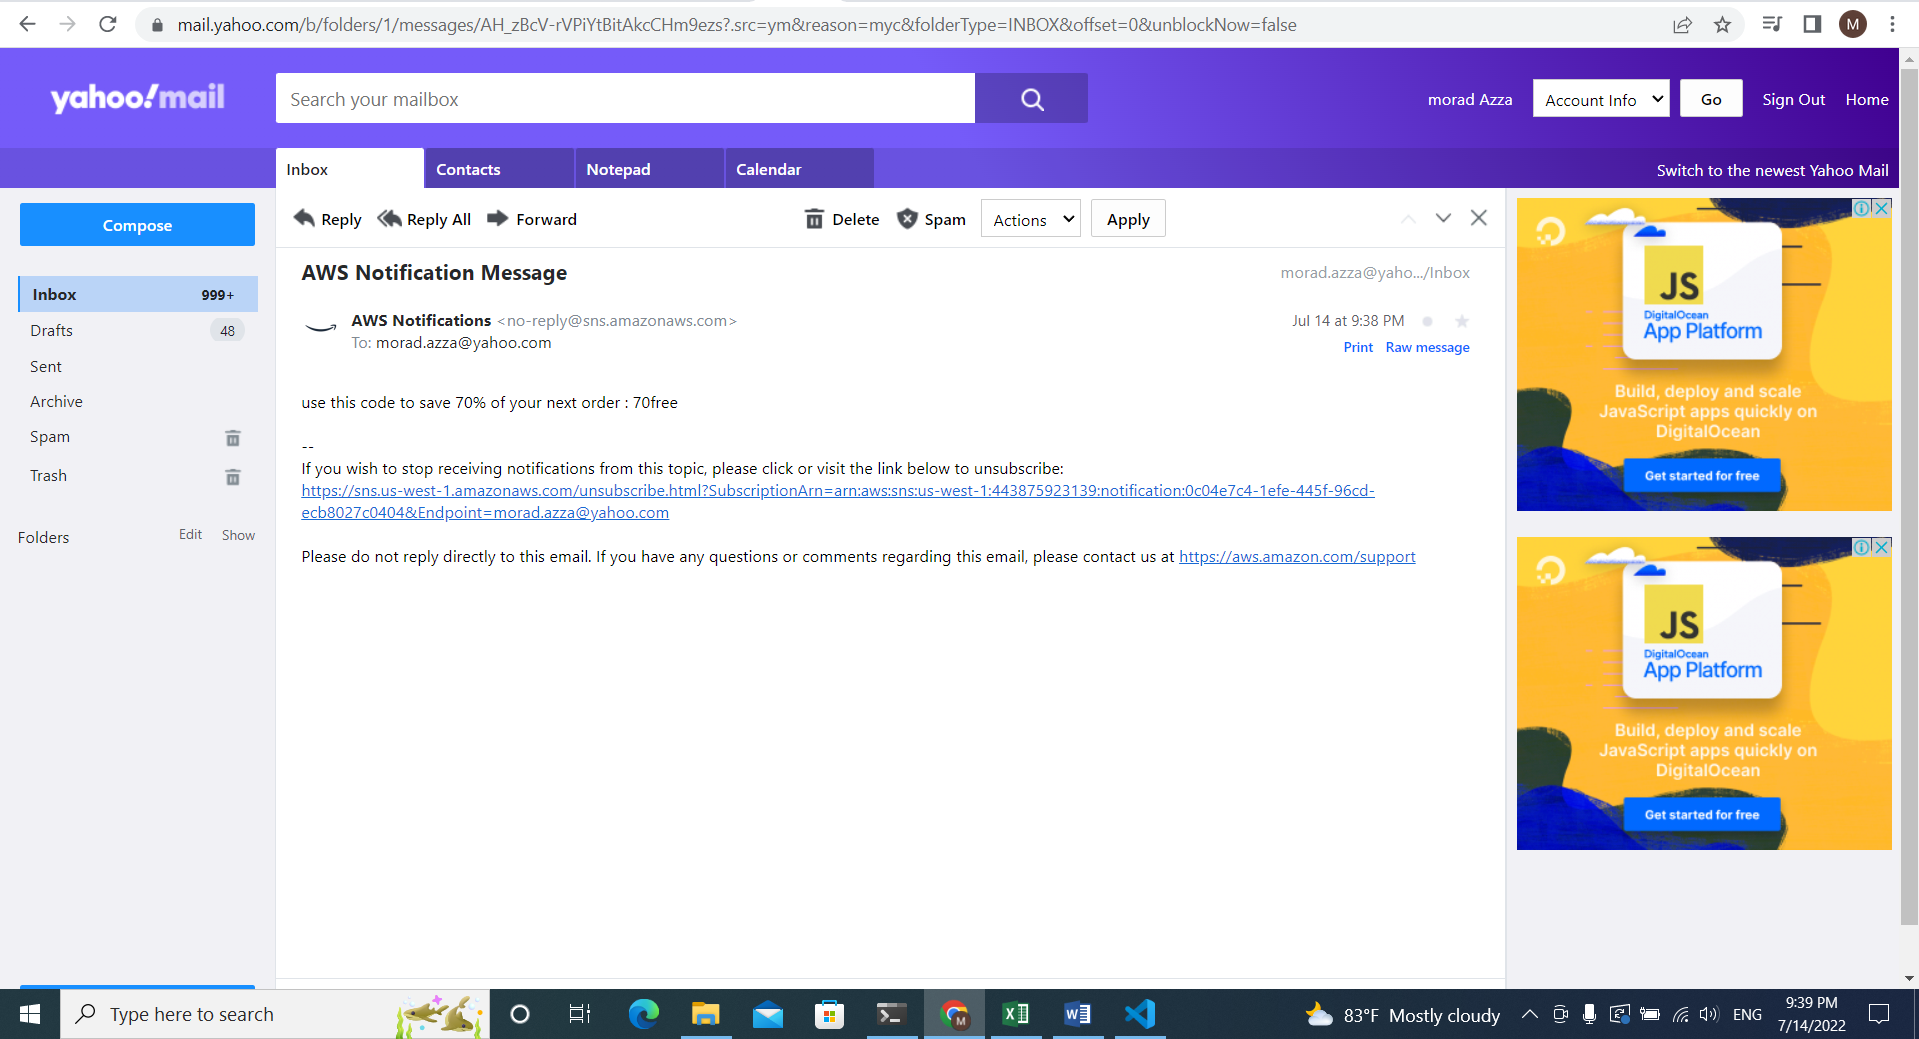 mail.yahoo.com/b/folders/1/messages/AH_zBcV-rVPiYtBitAkcCHm9ezs?.src=ym&reason=myc&folderType=INBOX&offset=0&unblockNow=false
M
yahoo!mail
Search your mailbox
morad Azza
Account Info
Go
Sign Out
Home
Inbox
Contacts
Notepad
Calendar
Switch to the newest Yahoo Mail
Compose
Reply
Reply All
Forward
Delete
Spam
Actions
Apply
Inbox 999+
Drafts 48
Sent
Archive
Spam
Trash
Folders Edit Show
AWS Notification Message
morad.azza@yaho.../Inbox
AWS Notifications <no-reply@sns.amazonaws.com>
Jul 14 at 9:38 PM
To: morad.azza@yahoo.com
Print Raw message
use this code to save 70% of your next order : 70free
--
If you wish to stop receiving notifications from this topic, please click or visit the link below to unsubscribe:
https://sns.us-west-1.amazonaws.com/unsubscribe.html?SubscriptionArn=arn:aws:sns:us-west-1:443875923139:notification:0c04e7c4-1efe-445f-96cd-
ecb8027c0404&Endpoint=morad.azza@yahoo.com
Please do not reply directly to this email. If you have any questions or comments regarding this email, please contact us at https://aws.amazon.com/support
JS
DigitalOcean
App Platform
Build, deploy and scale
JavaScript apps quickly on
DigitalOcean
Get started for free
JS
DigitalOcean
App Platform
Build, deploy and scale
JavaScript apps quickly on
DigitalOcean
Get started for free
Type here to search
M
83°F Mostly cloudy
ENG
9:39 PM
7/14/2022